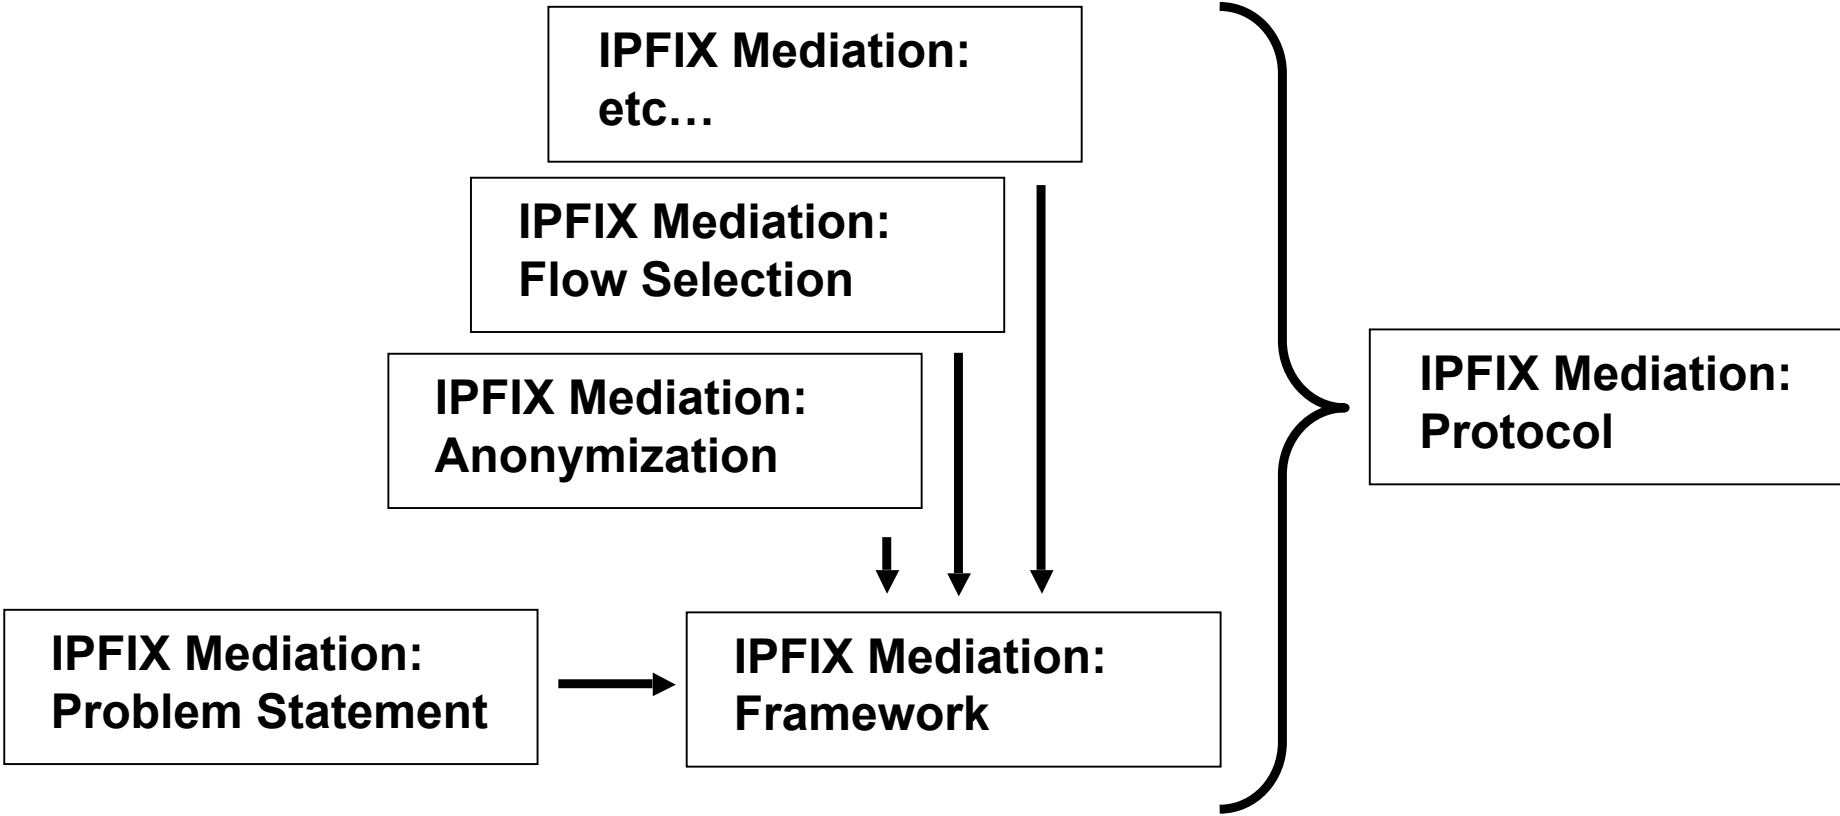 IPFIX Mediation:
etc…
IPFIX Mediation:
Flow Selection
IPFIX Mediation:
Anonymization
IPFIX Mediation:
Protocol
IPFIX Mediation:
Problem Statement
IPFIX Mediation:
Framework